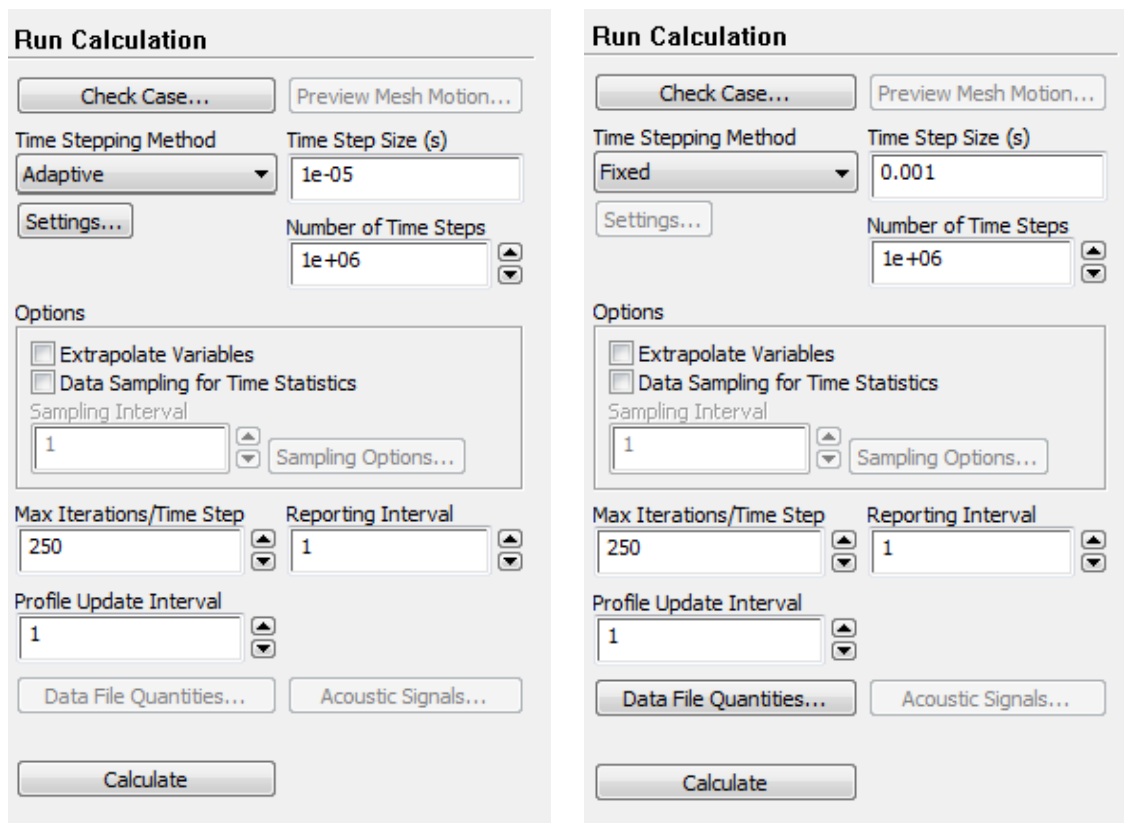 Run Calculation
Check Case... Preview Mesh Motion...
Time Stepping Method Time Step Size (s)
Adaptive 1e-05
Settings...
Number of Time Steps
1e+06
Options
Extrapolate Variables
Data Sampling for Time Statistics
Sampling Interval
1 Sampling Options...
Max Iterations/Time Step Reporting Interval
250 1
Profile Update Interval
1
Data File Quantities... Acoustic Signals...
Calculate
Run Calculation
Check Case... Preview Mesh Motion...
Time Stepping Method Time Step Size (s)
Fixed 0.001
Settings...
Number of Time Steps
1e+06
Options
Extrapolate Variables
Data Sampling for Time Statistics
Sampling Interval
1 Sampling Options...
Max Iterations/Time Step Reporting Interval
250 1
Profile Update Interval
1
Data File Quantities... Acoustic Signals...
Calculate